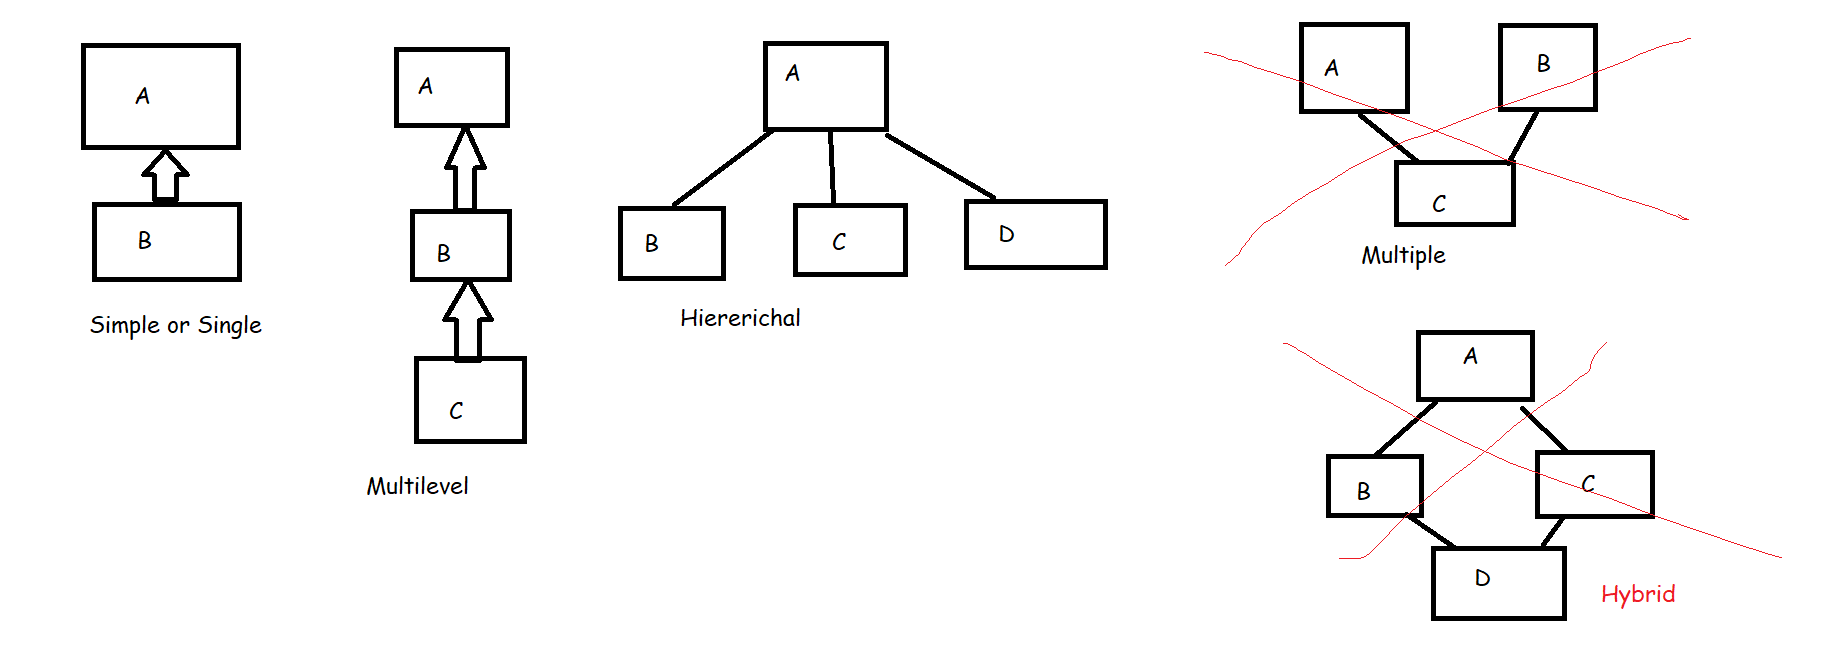 A
B
Simple or Single
A
B
C
Multilevel
A
B
C
D
Hiererichal
A
B
C
Multiple
A
B
C
D
Hybrid